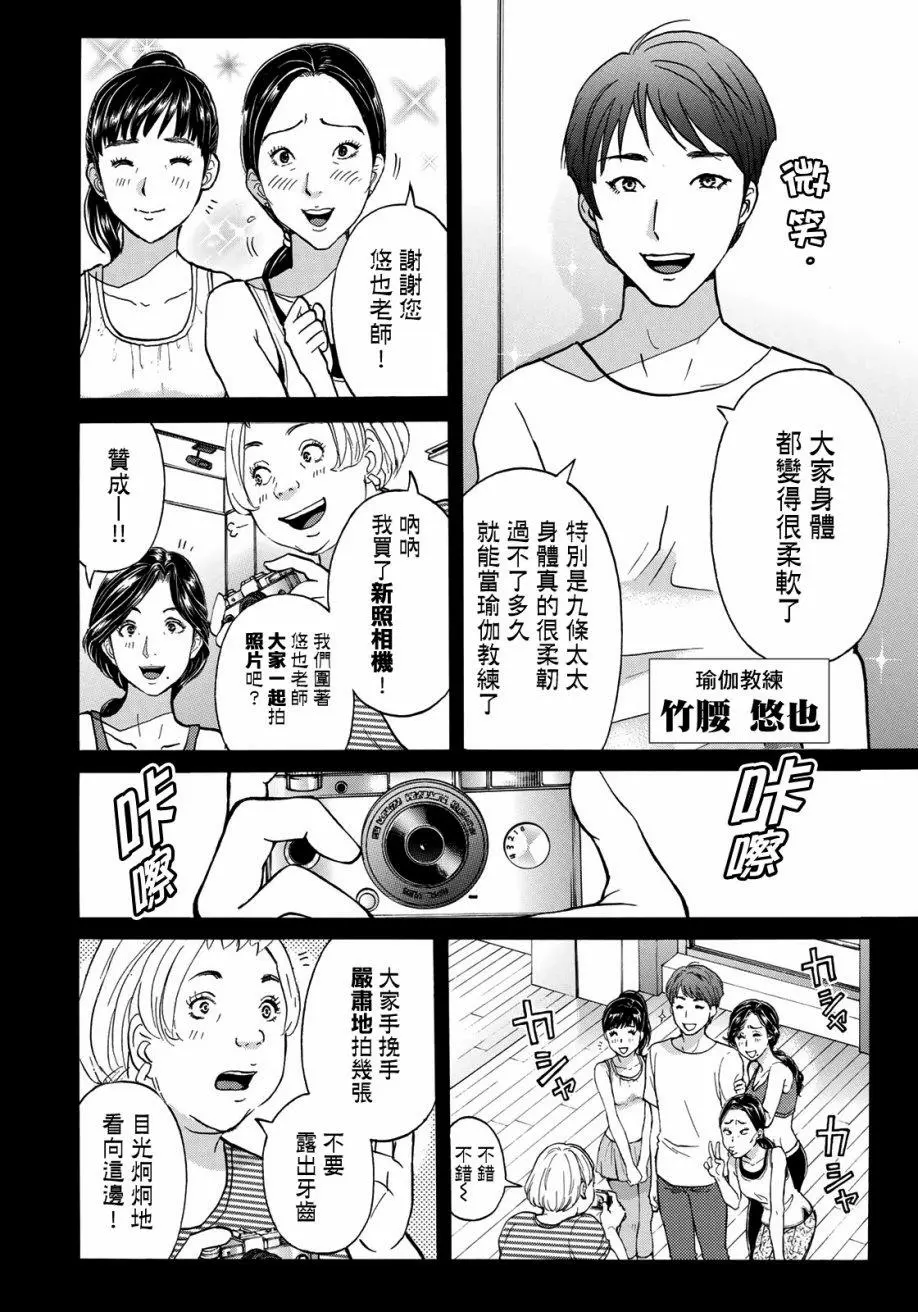 微笑。
大家身體
都變得很柔軟了
特別是九條太太
身體真的很柔韌
過不了多久
就能當瑜伽教練了
瑜伽教練
竹腰 悠也
謝謝您
悠也老師！
吶吶
我買了新照相機！
我們圍著
悠也老師
大家一起拍
照片吧？
贊成ー!!
咔嚓
咔嚓
カシャ
カシャ
カシャ
不錯
不錯~
大家手挽手
嚴肅地拍幾張
不要
露出牙齒
目光炯炯地
看向這邊！